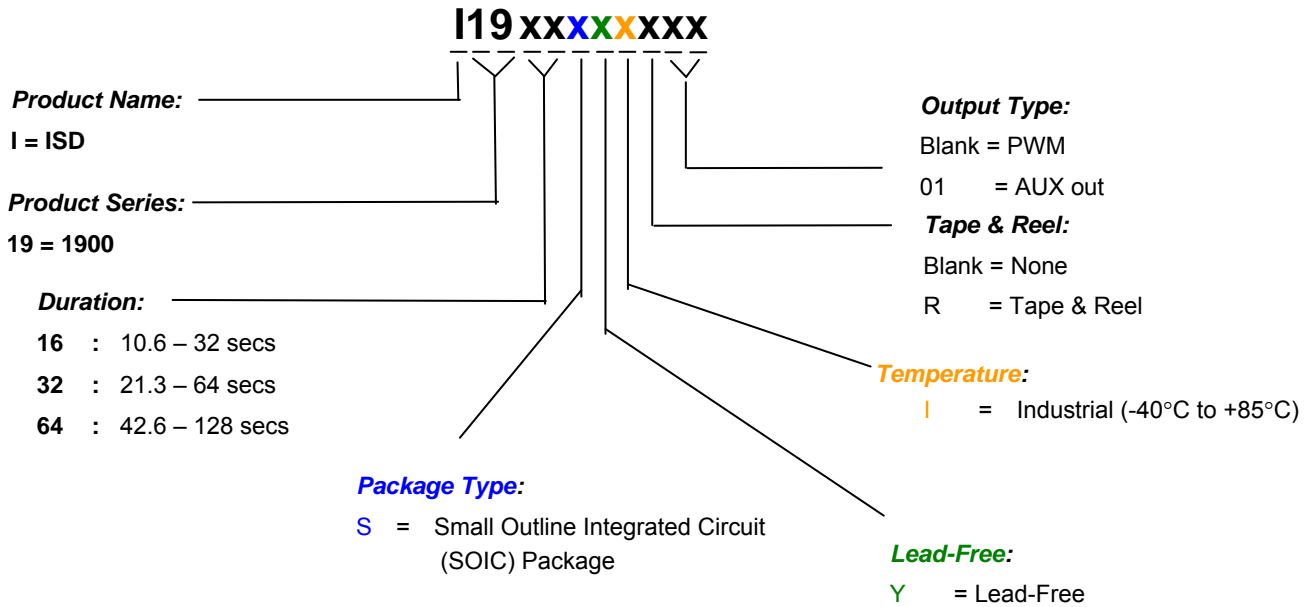 I19 xxxxxxxx
Product Name:
I = ISD
Product Series:
19 = 1900
Duration:
16 : 10.6 – 32 secs
32 : 21.3 – 64 secs
64 : 42.6 – 128 secs
Package Type:
S = Small Outline Integrated Circuit
(SOIC) Package
Output Type:
Blank = PWM
01 = AUX out
Tape & Reel:
Blank = None
R = Tape & Reel
Temperature:
I = Industrial (-40°C to +85°C)
Lead-Free:
Y = Lead-Free